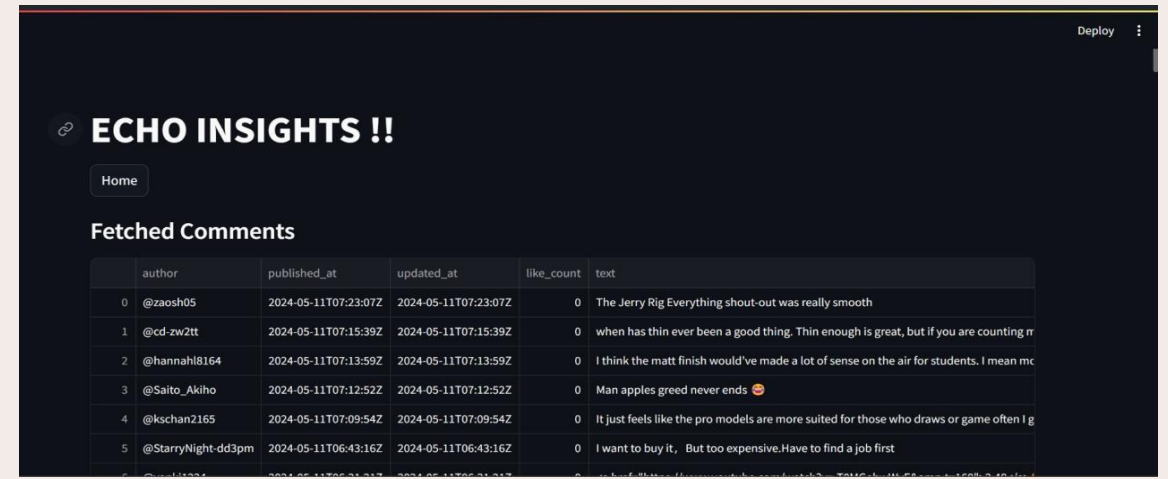 Deploy
ECHO INSIGHTS !!
Home
Fetched Comments
author published_at updated_at like_count text
0 @zaosh05 2024-05-11T07:23:07Z 2024-05-11T07:23:07Z 0 The Jerry Rig Everything shout-out was really smooth
1 @cd-zw2tt 2024-05-11T07:15:39Z 2024-05-11T07:15:39Z 0 when has thin ever been a good thing. Thin enough is great, but if you are counting m
2 @hannahl8164 2024-05-11T07:13:59Z 2024-05-11T07:13:59Z 0 I think the matt finish would've made a lot of sense on the air for students. I mean mo
3 @Saito_Akiho 2024-05-11T07:12:52Z 2024-05-11T07:12:52Z 0 Man apples greed never ends 😂
4 @kschan2165 2024-05-11T07:09:54Z 2024-05-11T07:09:54Z 0 It just feels like the pro models are more suited for those who draws or game often I g
5 @StarryNight-dd3pm 2024-05-11T06:43:16Z 2024-05-11T06:43:16Z 0 I want to buy it，But too expensive.Have to find a job first